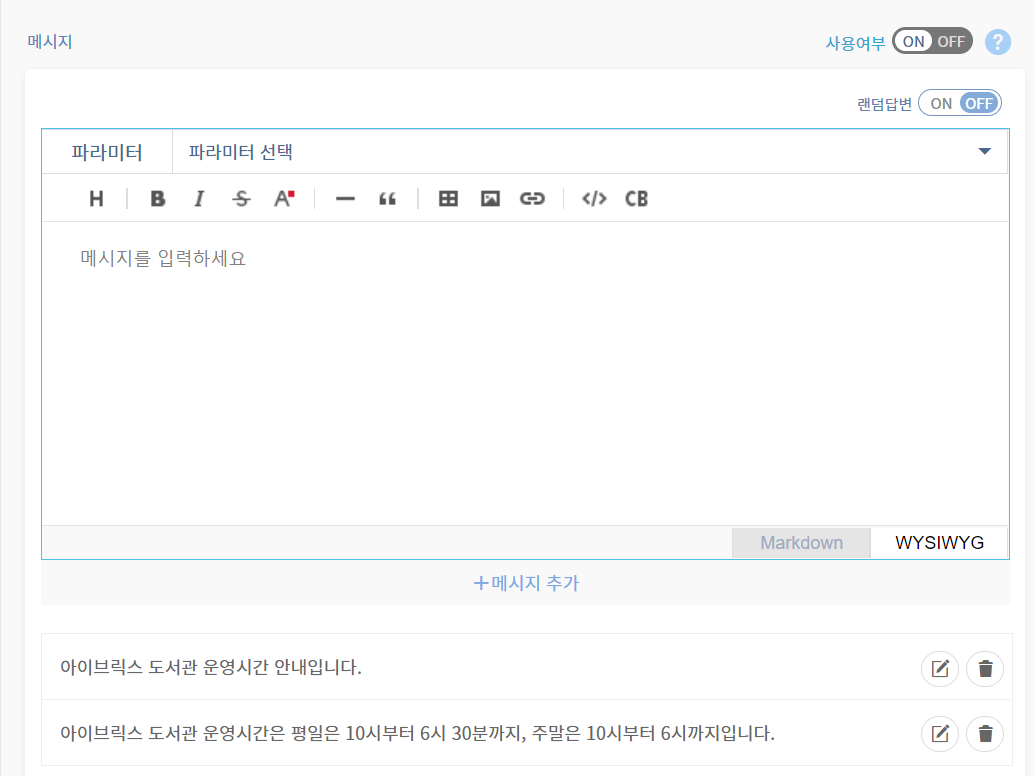 메시지
사용여부 ON OFF ?
랜덤답변 ON OFF
파라미터 파라미터 선택
H B I S A </> CB
메시지를 입력하세요
Markdown WYSIWYG
+메시지 추가
아이브릭스 도서관 운영시간 안내입니다.
아이브릭스 도서관 운영시간은 평일은 10시부터 6시 30분까지, 주말은 10시부터 6시까지입니다.